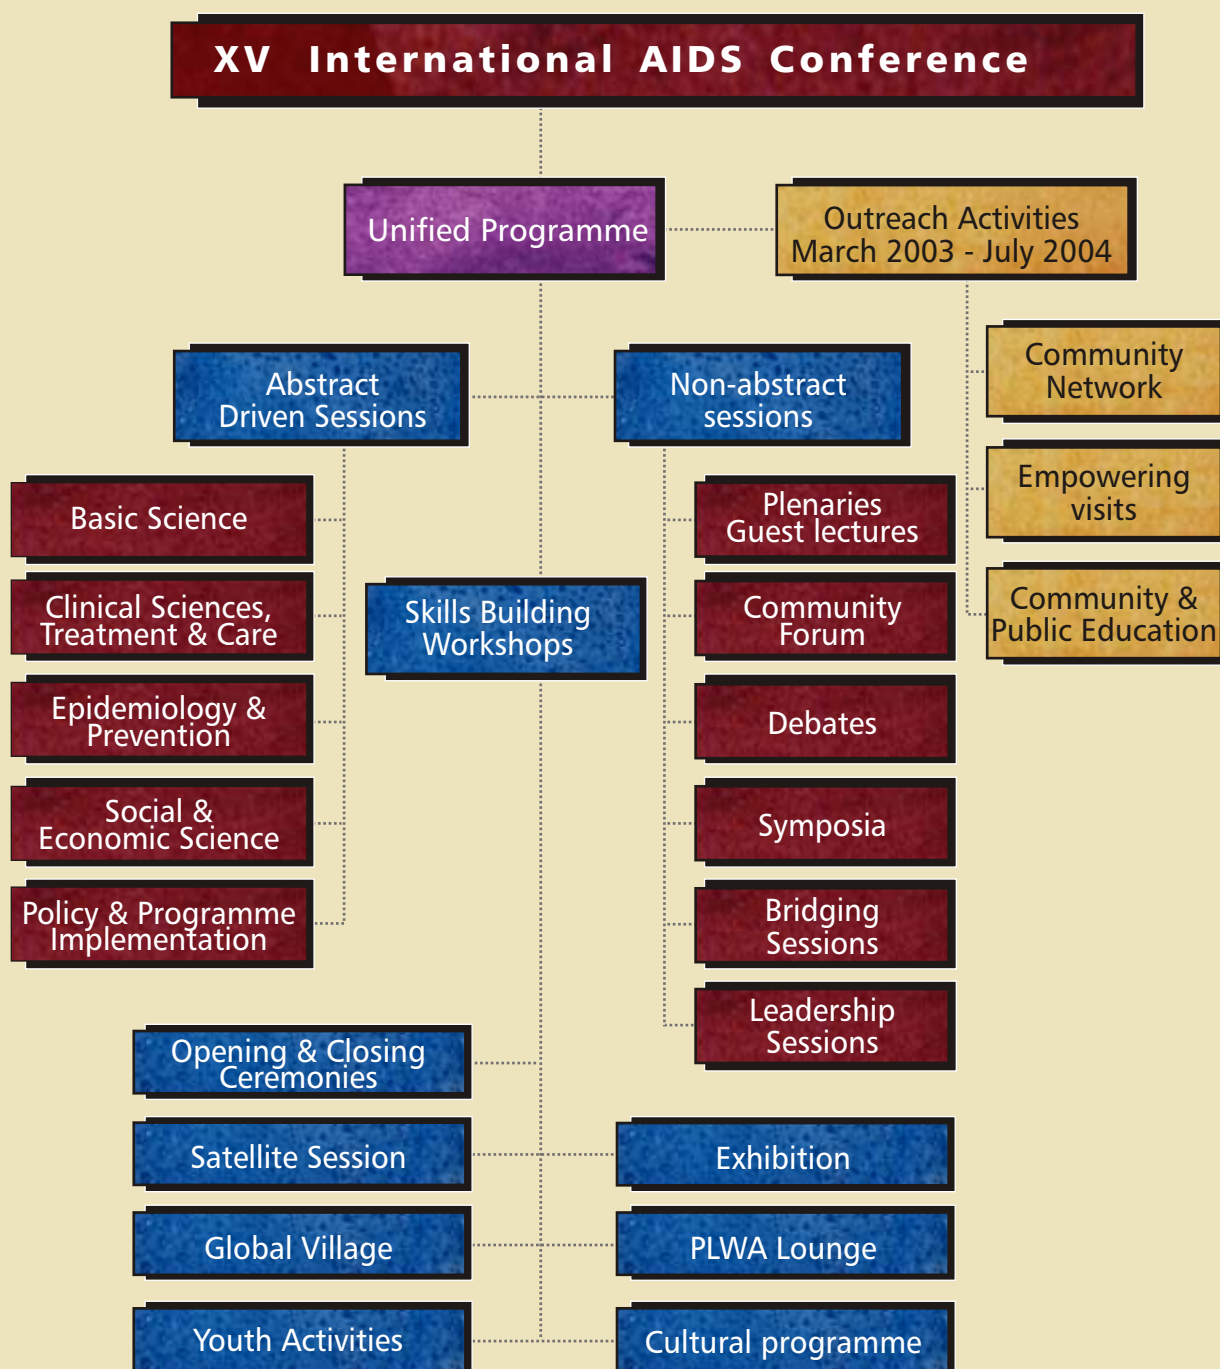 XV International AIDS Conference
Unified Programme
Outreach Activities
March 2003 - July 2004
Community
Network
Empowering
visits
Community &
Public Education
Abstract
Driven Sessions
Non-abstract
sessions
Basic Science
Clinical Sciences,
Treatment & Care
Epidemiology &
Prevention
Social &
Economic Science
Policy & Programme
Implementation
Skills Building
Workshops
Plenaries
Guest lectures
Community
Forum
Debates
Symposia
Bridging
Sessions
Leadership
Sessions
Opening & Closing
Ceremonies
Satellite Session
Exhibition
Global Village
PLWA Lounge
Youth Activities
Cultural programme